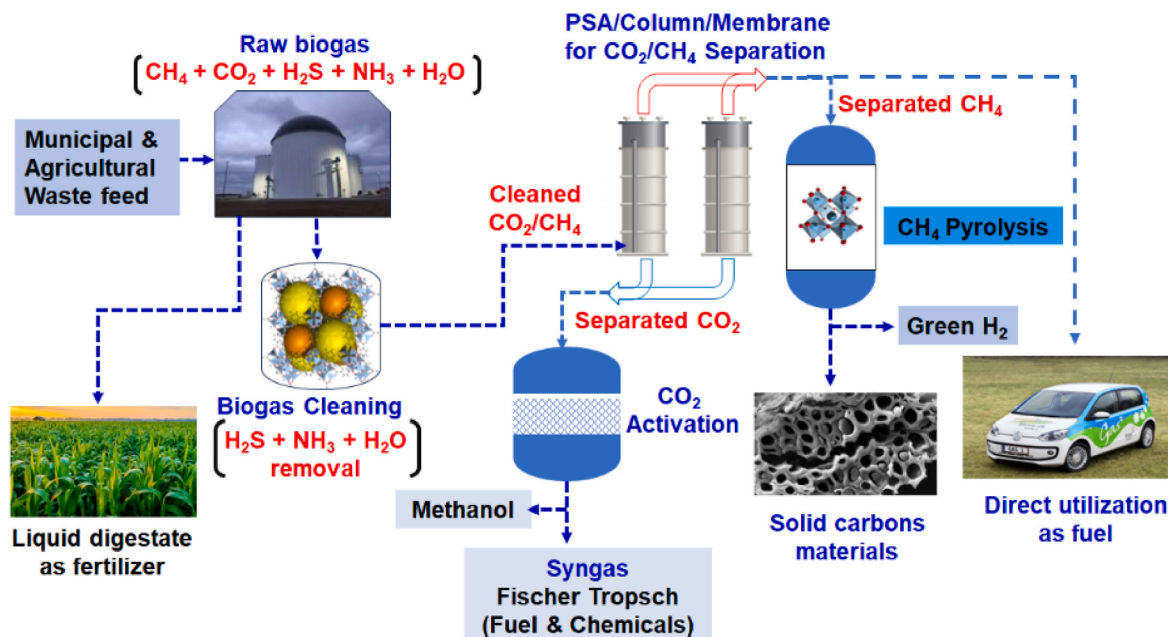 Raw biogas
(CH₄ + CO₂ + H₂S + NH₃ + H₂O)
Municipal &
Agricultural
Waste feed
PSA/Column/Membrane
for CO₂/CH₄ Separation
Separated CH₄
Cleaned
CO₂/CH₄
CH₄ Pyrolysis
Separated CO₂
Green H₂
Biogas Cleaning
(H₂S + NH₃ + H₂O
removal)
CO₂
Activation
Liquid digestate
as fertilizer
Methanol
Syngas
Fischer Tropsch
(Fuel & Chemicals)
Solid carbons
materials
Gas
Direct utilization
as fuel